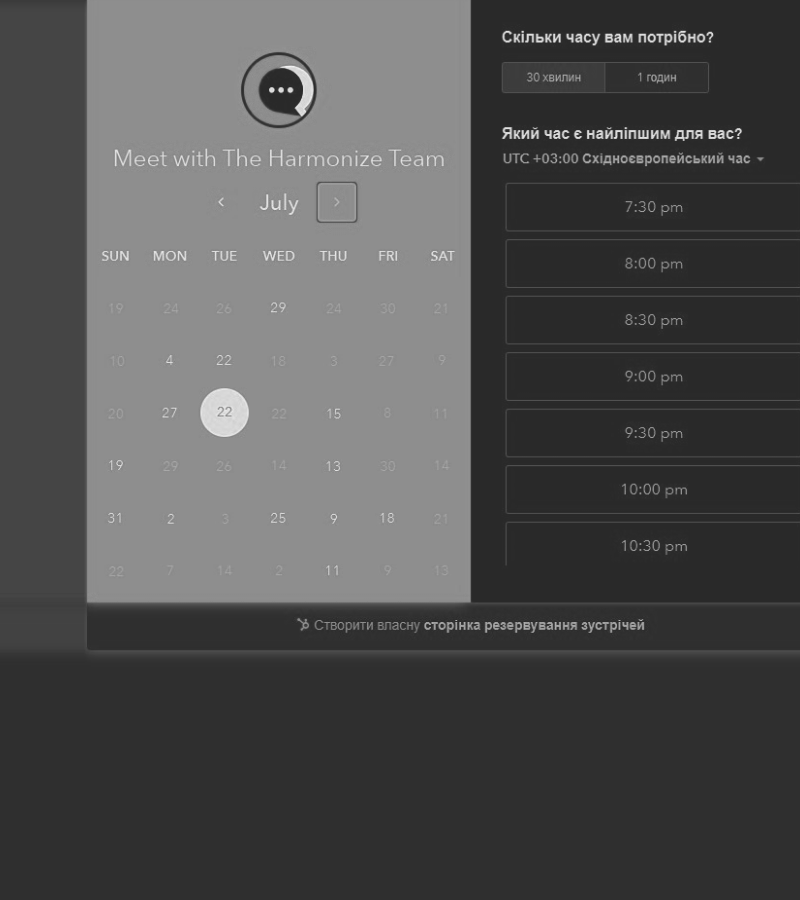 Meet with The Harmonize Team
July
SUN MON TUE WED THU FRI SAT
19 24 26 29 24 30 21
10 4 22 18 3 27 9
20 27 22 22 15 8 11
19 29 26 14 13 30 14
31 2 3 25 9 18 21
22 7 14 2 11 9 13
Скільки часу вам потрібно?
30 хвилин 1 годин
Який час є найліпшим для вас?
UTC +03:00 Східноєвропейський час
7:30 pm
8:00 pm
8:30 pm
9:00 pm
9:30 pm
10:00 pm
10:30 pm
Створити власну сторінка резервування зустрічей